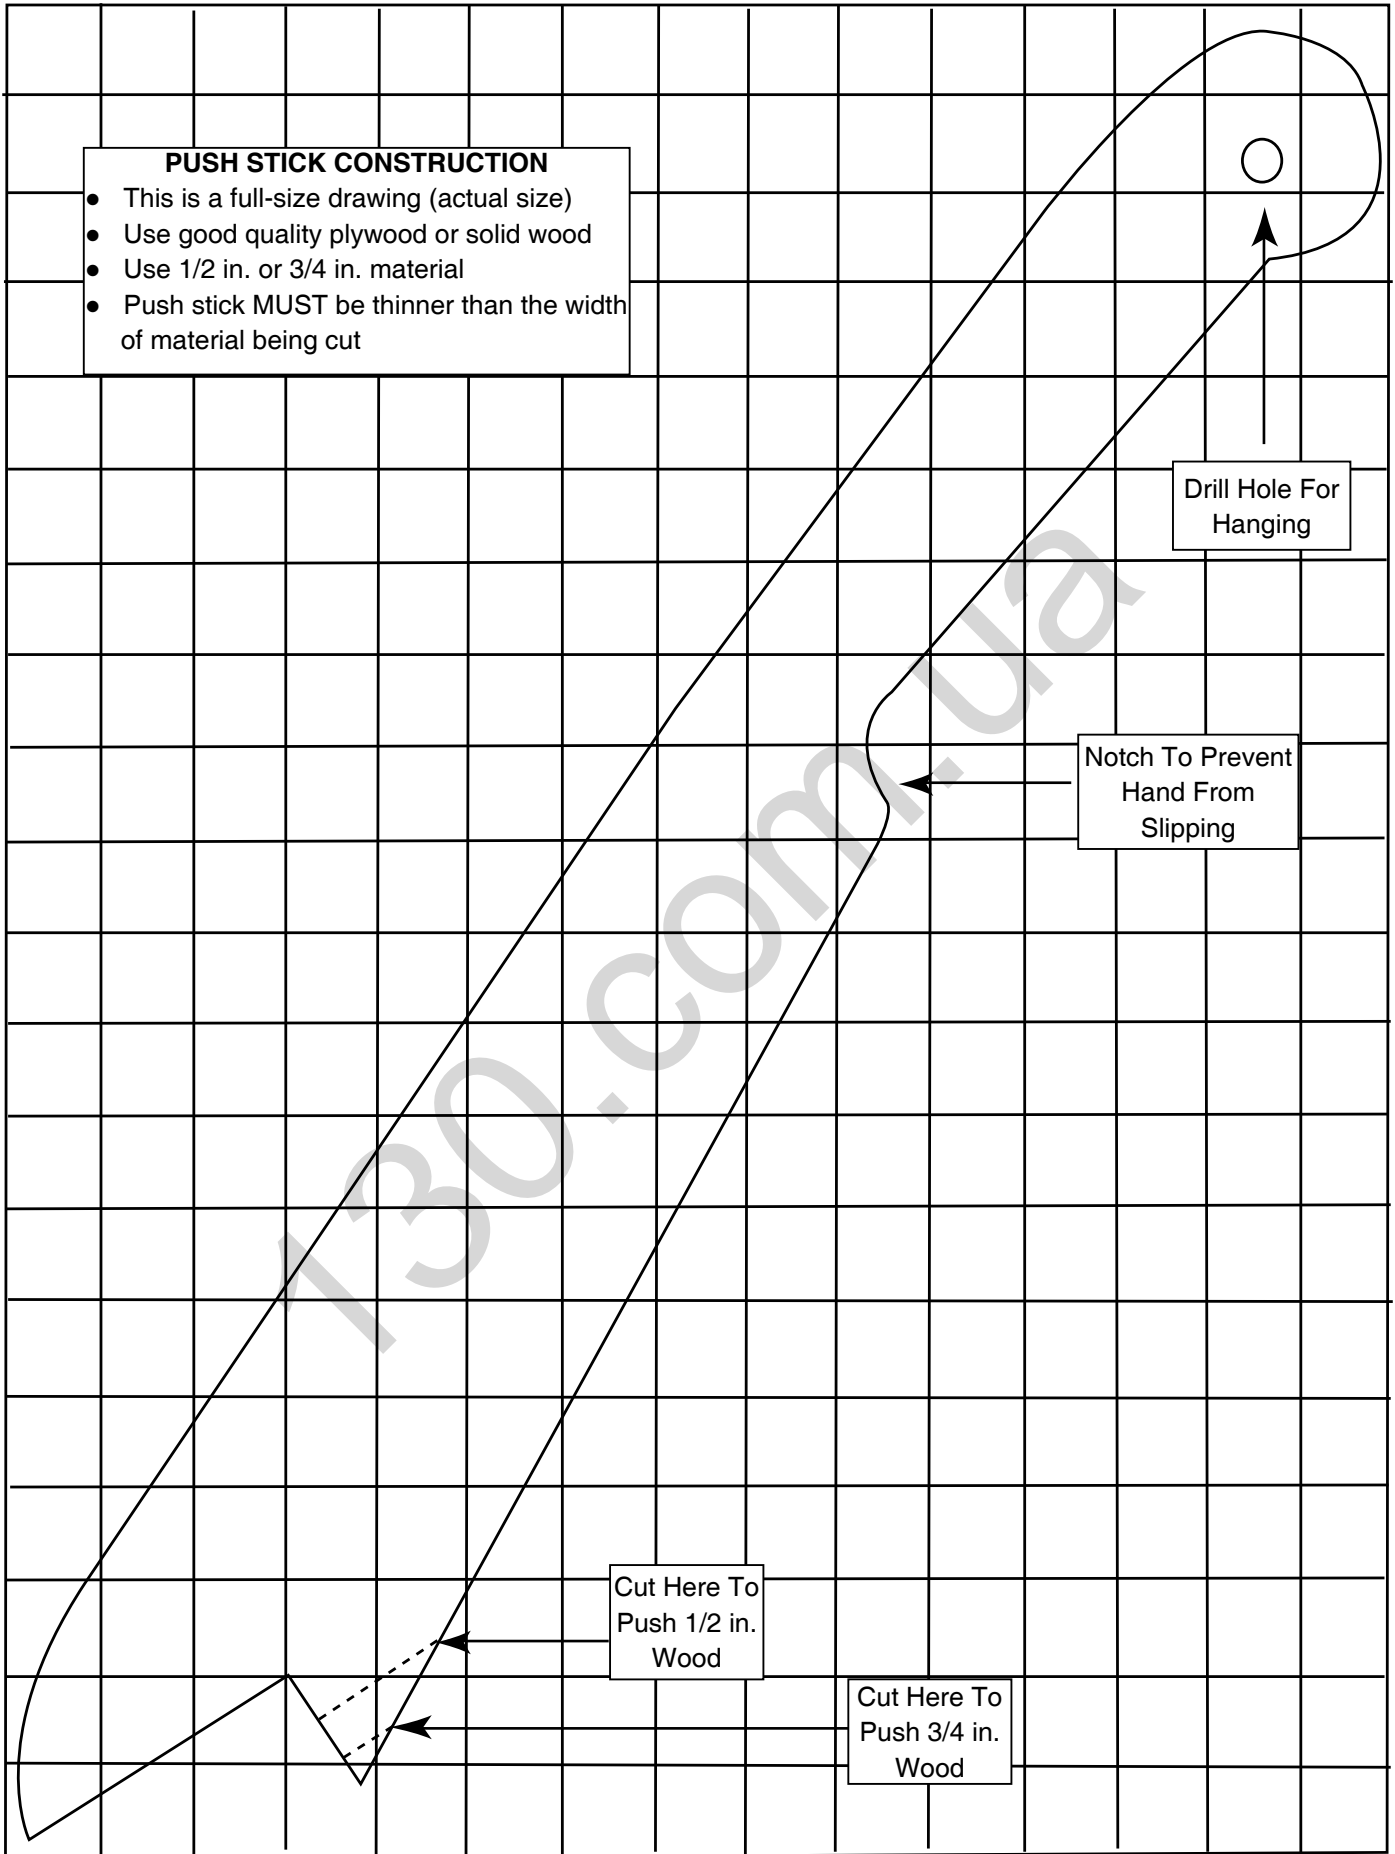 PUSH STICK CONSTRUCTION
● This is a full-size drawing (actual size)
● Use good quality plywood or solid wood
● Use 1/2 in. or 3/4 in. material
● Push stick MUST be thinner than the width
of material being cut
Drill Hole For
Hanging
Notch To Prevent
Hand From
Slipping
130.com.ua
Cut Here To
Push 1/2 in.
Wood
Cut Here To
Push 3/4 in.
Wood